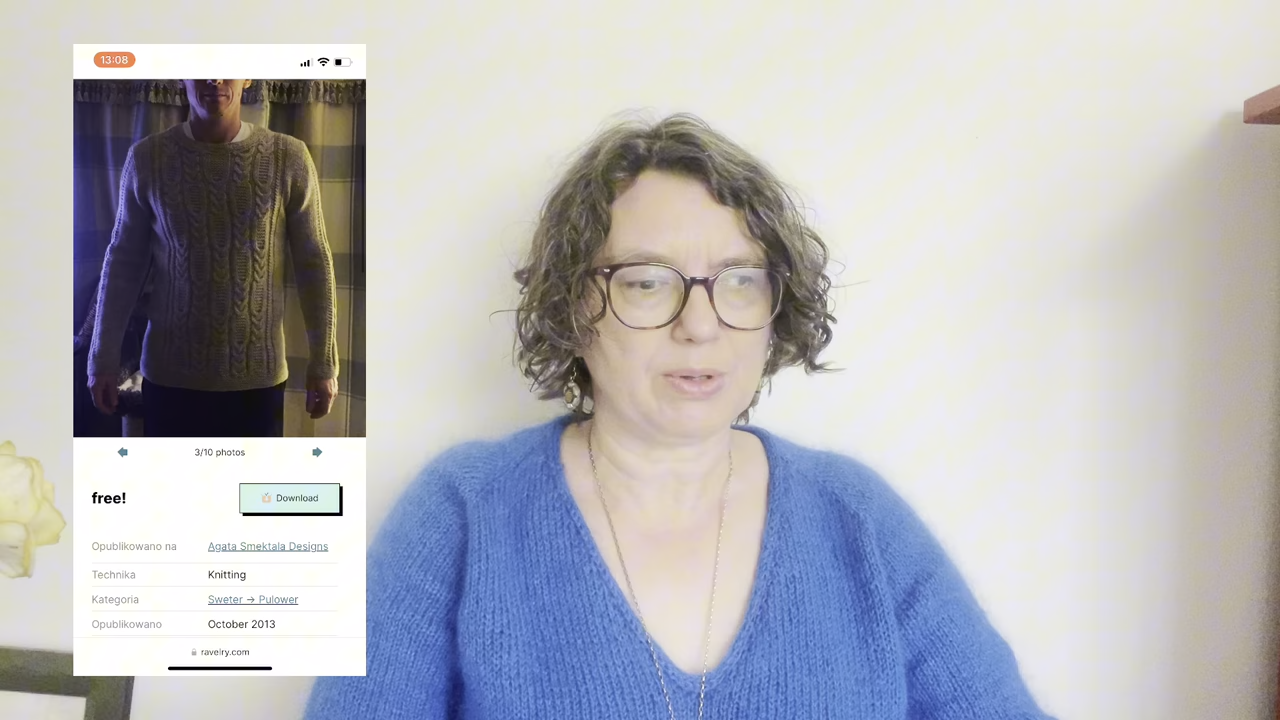 13:08
3/10 photos
free!
Download
Opublikowano na Agata Smektala Designs
Technika Knitting
Kategoria Sweter → Pulower
Opublikowano October 2013
ravelry.com